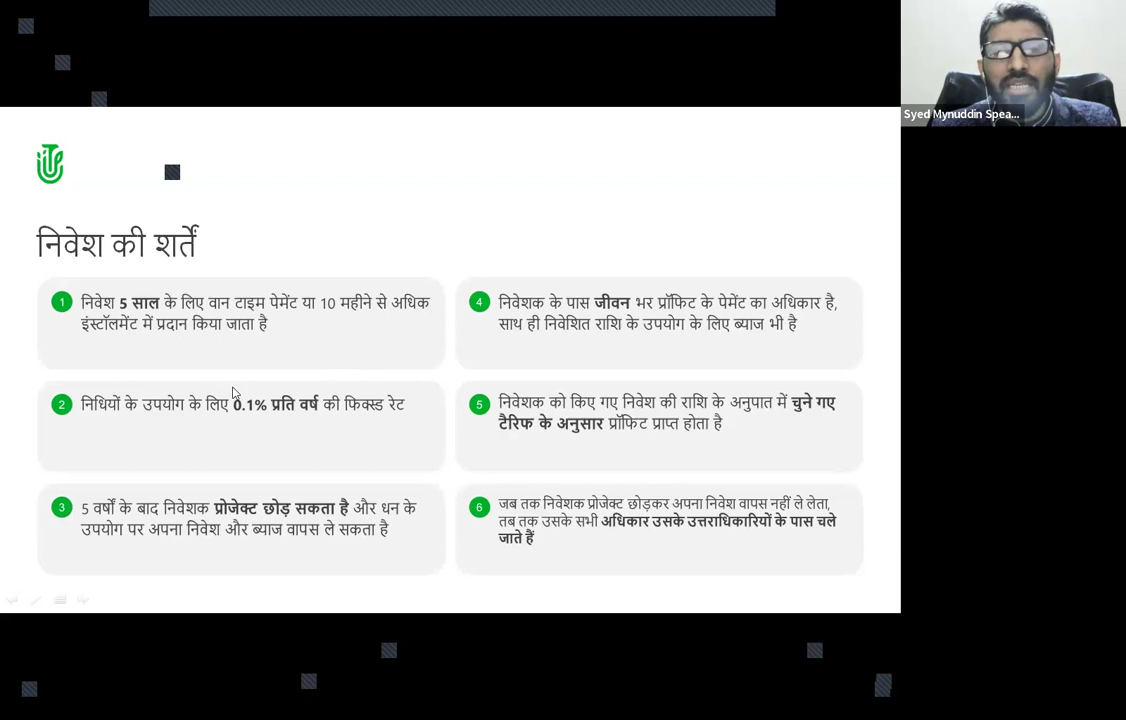 Syed Mynuddin Spea...
निवेश की शर्तें
1
निवेश 5 साल के लिए वान टाइम पेमेंट या 10 महीने से अधिक
इंस्टॉलमेंट में प्रदान किया जाता है
2
निधियों के उपयोग के लिए 0.1% प्रति वर्ष की फिक्स्ड रेट
3
5 वर्षों के बाद निवेशक प्रोजेक्ट छोड़ सकता है और धन के
उपयोग पर अपना निवेश और ब्याज वापस ले सकता है
4
निवेशक के पास जीवन भर प्रॉफिट के पेमेंट का अधिकार है,
साथ ही निवेशित राशि के उपयोग के लिए ब्याज भी है
5
निवेशक को किए गए निवेश की राशि के अनुपात में चुने गए
टैरिफ के अनुसार प्रॉफिट प्राप्त होता है
6
जब तक निवेशक प्रोजेक्ट छोड़कर अपना निवेश वापस नहीं ले लेता,
तब तक उसके सभी अधिकार उसके उत्तराधिकारियों के पास चले
जाते हैं